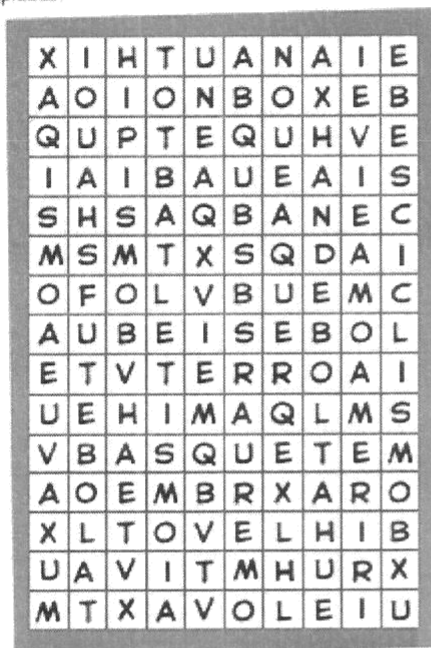 X I H T U A N A I E
A O I O N B O X E B
Q U P T E Q U H V E
I A I B A U E A I S
S H S A Q B A N E C
M S M T X S Q D A I
O F O L V B U E M C
A U B E I S E B O L
E T V T E R R O A I
U E H I M A Q L M S
V B A S Q U E T E M
A O E M B R X A R O
X L T O V E L H I B
U A V I T M H U R X
M T X A V O L E I U